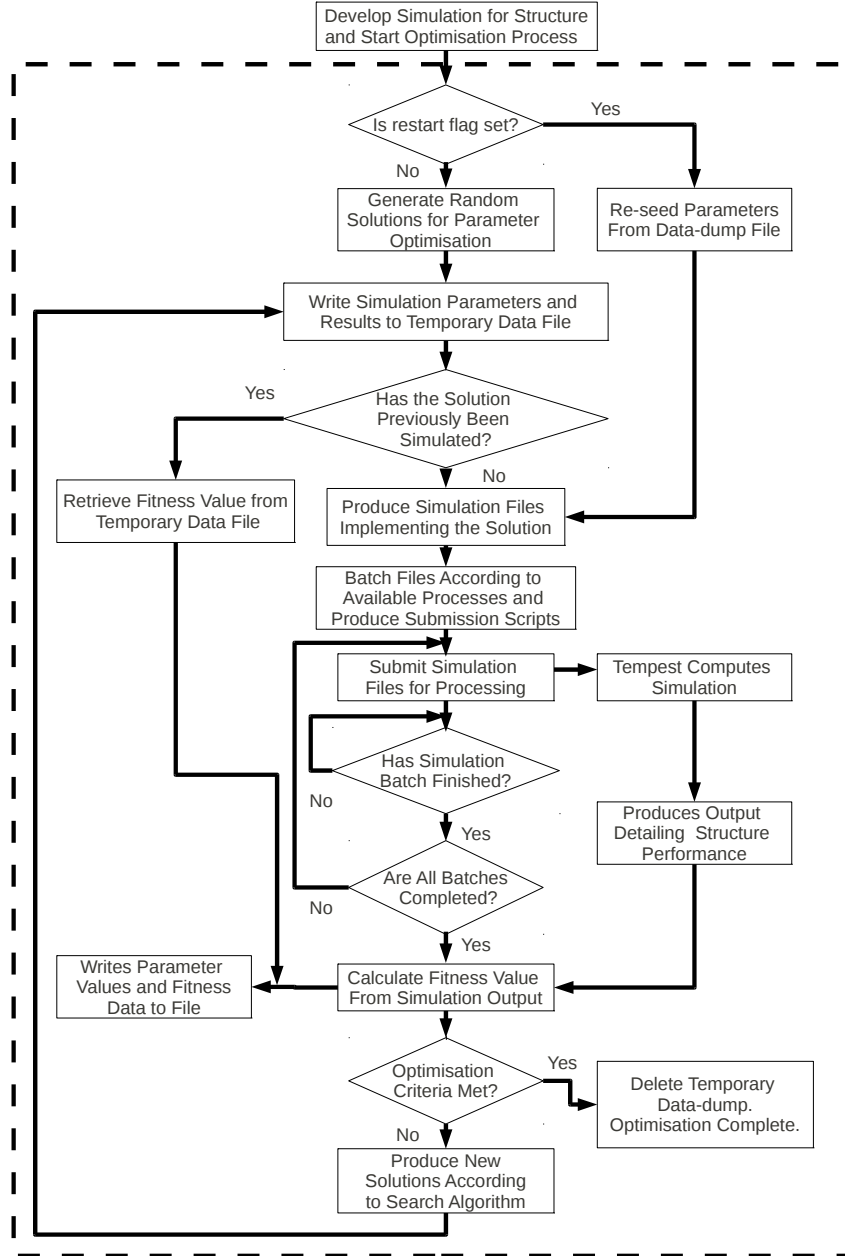 Develop Simulation for Structure
and Start Optimisation Process
Is restart flag set?
Yes
No
Generate Random
Solutions for Parameter
Optimisation
Re-seed Parameters
From Data-dump File
Write Simulation Parameters and
Results to Temporary Data File
Yes
Has the Solution
Previously Been
Simulated?
No
Retrieve Fitness Value from
Temporary Data File
Produce Simulation Files
Implementing the Solution
Batch Files According to
Available Processes and
Produce Submission Scripts
Submit Simulation
Files for Processing
Tempest Computes
Simulation
Has Simulation
Batch Finished?
No
Yes
Produces Output
Detailing  Structure
Performance
Are All Batches
Completed?
No
Yes
Writes Parameter
Values and Fitness
Data to File
Calculate Fitness Value
From Simulation Output
Optimisation
Criteria Met?
Yes
No
Delete Temporary
Data-dump.
Optimisation Complete.
Produce New
Solutions According
to Search Algorithm